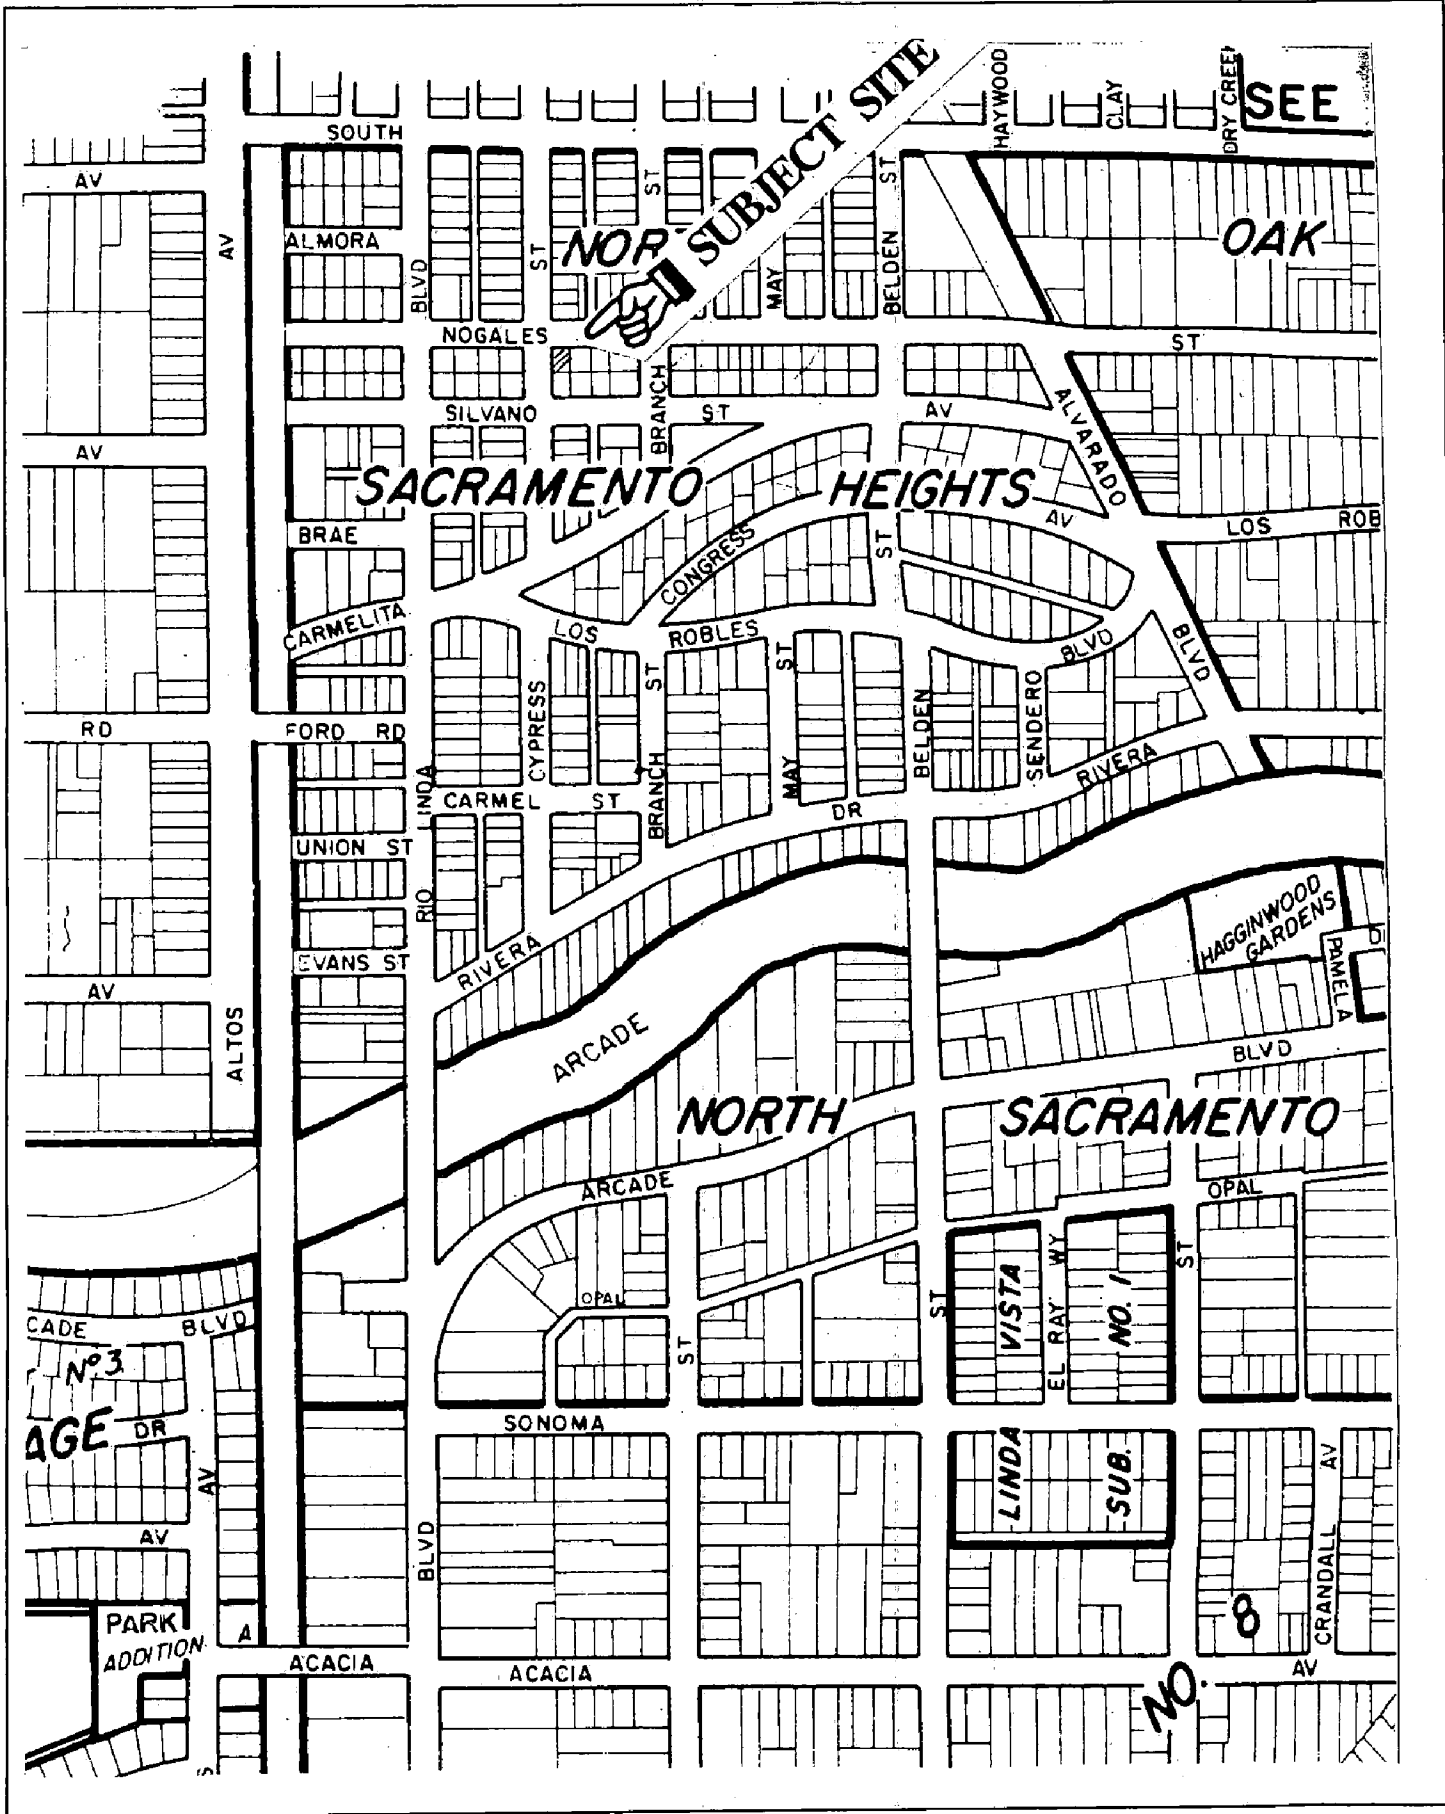 SUBJECT SITE
HAYWOOD
CLAY
DRY CREEK
SEE
SOUTH
AV
ST
ST
AV
ALMORA
BLVD
ST
NOR
MAY
BELDEN
OAK
NOGALES
ST
SILVANO
BRANCH
ST
AV
ALVARADO
AV
SACRAMENTO
HEIGHTS
AV
BRAE
CONGRESS
ST
LOS
ROB
CARMELITA
LOS
ROBLES
ST
ST
BLVD
BLVD
RD
FORD RD
CYPRESS
BELDEN
SENDERO
RIVERA
LINDA
CARMEL
ST
BRANCH
MAY
DR
UNION ST
RIO
EVANS ST
RIVERA
HAGGINWOOD
GARDENS
DI
PAMELA
AV
ALTOS
ARCADE
BLVD
NORTH
SACRAMENTO
ARCADE
OPAL
ST
WY
VISTA
EL RAY
NO. 1
OPAL
ST
ST
CADE
BLVD
Nº 3
AGE
DR
SONOMA
AV
LINDA
SUB.
AV
AV
BLVD
CRANDALL
8
PARK
ADDITION
A
ACACIA
ACACIA
AV
NO.
S